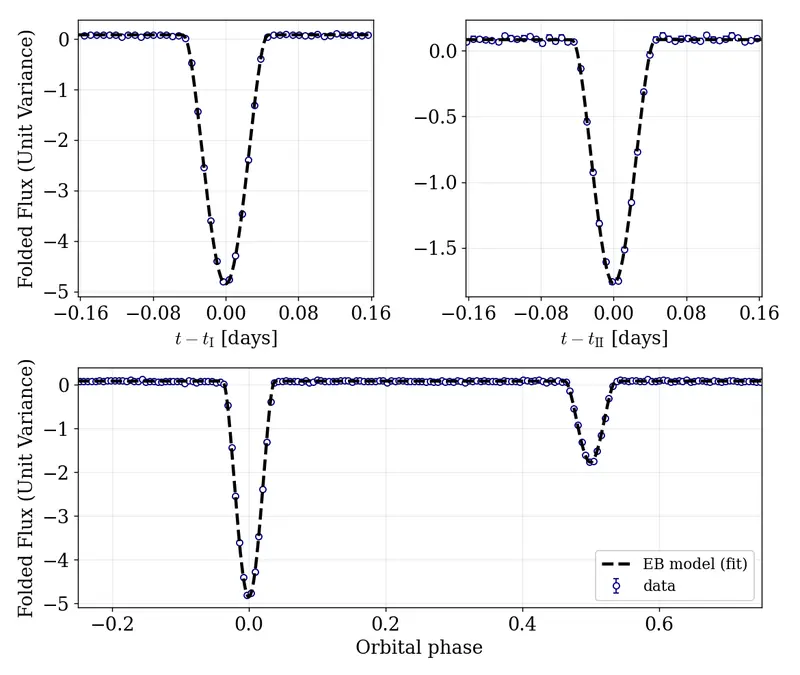 Folded Flux (Unit Variance)
0
−1
−2
−3
−4
−5
−0.16 −0.08 0.00 0.08 0.16
t − tI [days]
0.0
−0.5
−1.0
−1.5
−0.16 −0.08 0.00 0.08 0.16
t − tII [days]
Folded Flux (Unit Variance)
0
−1
−2
−3
−4
−5
EB model (fit)
data
−0.2 0.0 0.2 0.4 0.6
Orbital phase